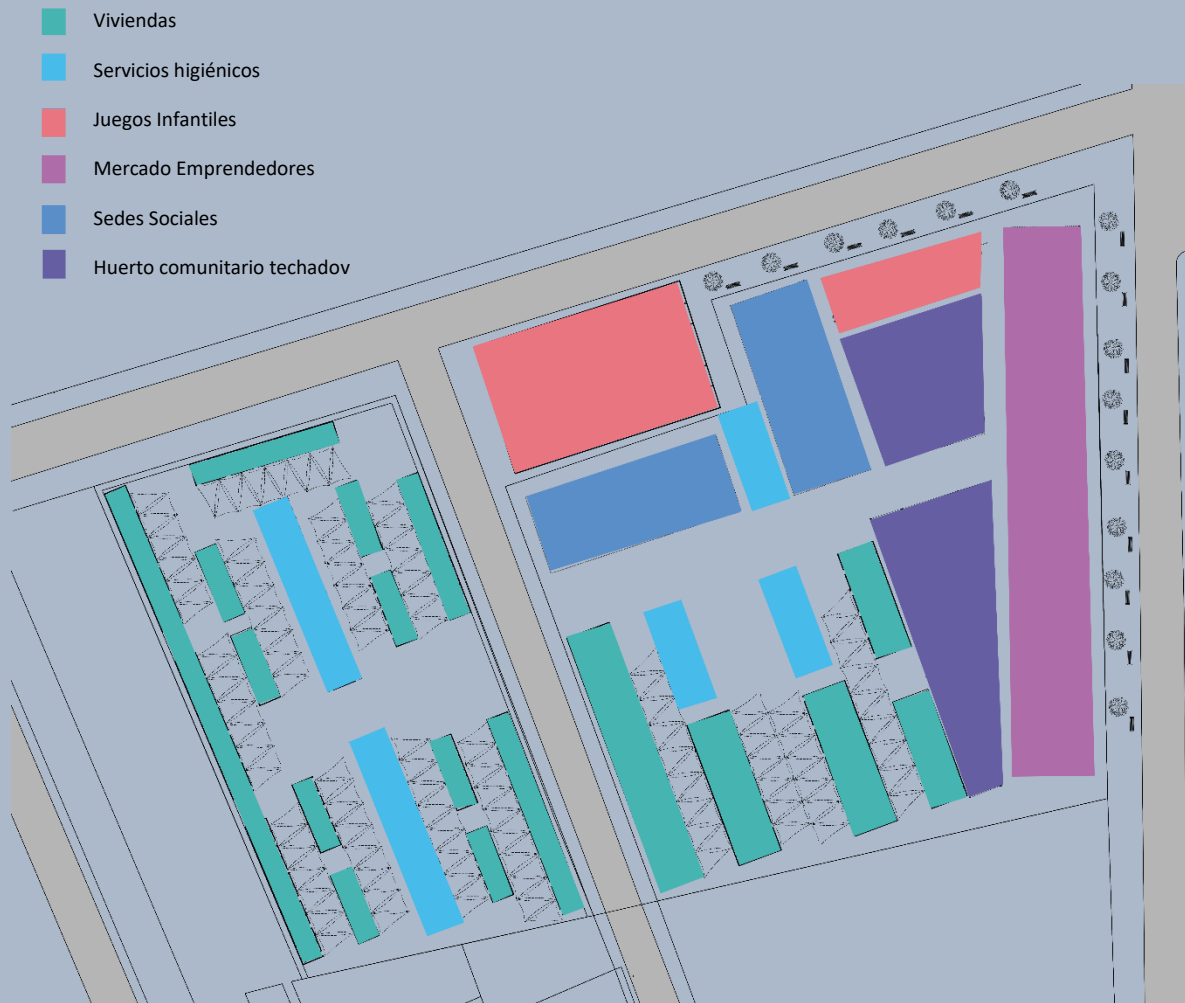 Viviendas
Servicios higiénicos
Juegos Infantiles
Mercado Emprendedores
Sedes Sociales
Huerto comunitario techadov